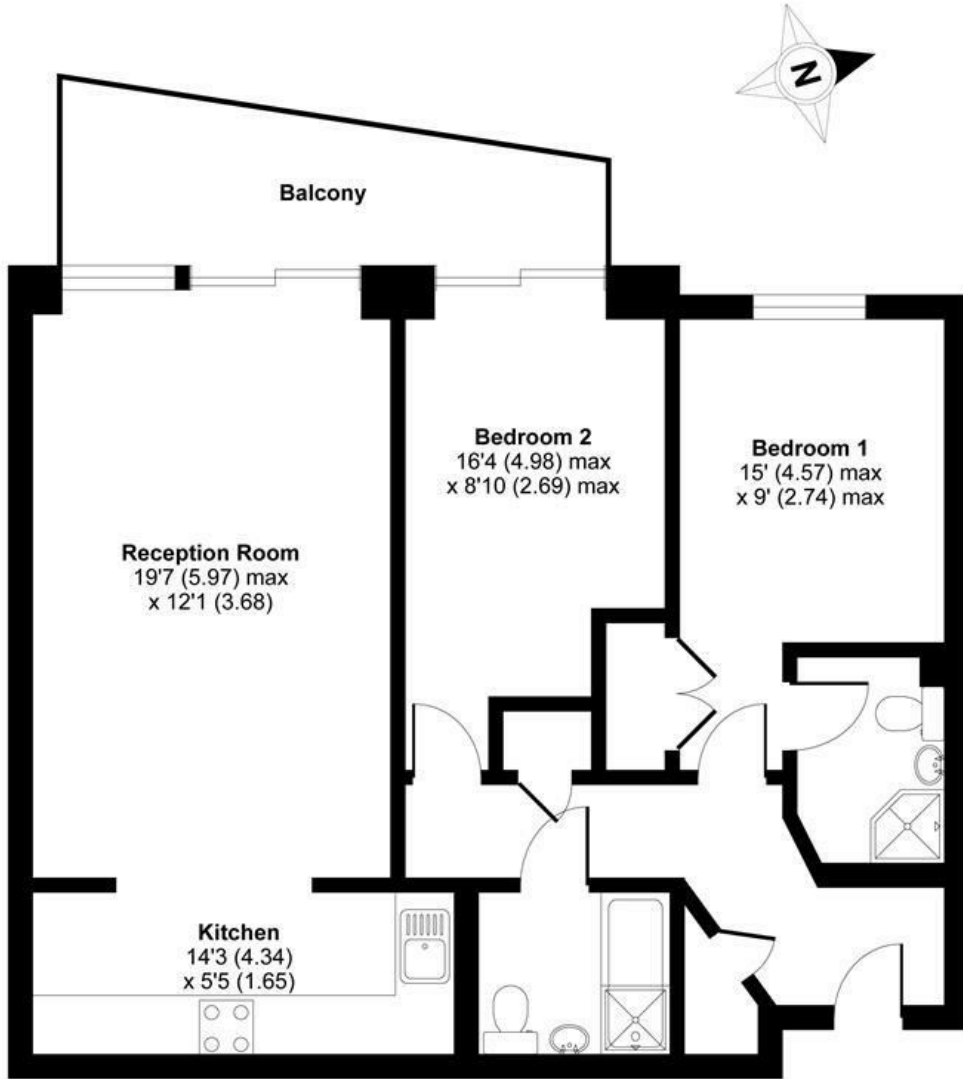 N
Balcony
Bedroom 2
16'4 (4.98) max
x 8'10 (2.69) max
Bedroom 1
15' (4.57) max
x 9' (2.74) max
Reception Room
19'7 (5.97) max
x 12'1 (3.68)
Kitchen
14'3 (4.34)
x 5'5 (1.65)